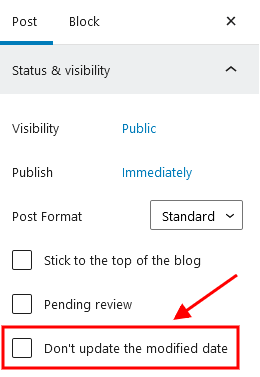 Post Block
Status & visibility
Visibility Public
Publish Immediately
Post Format Standard
Stick to the top of the blog
Pending review
Don't update the modified date